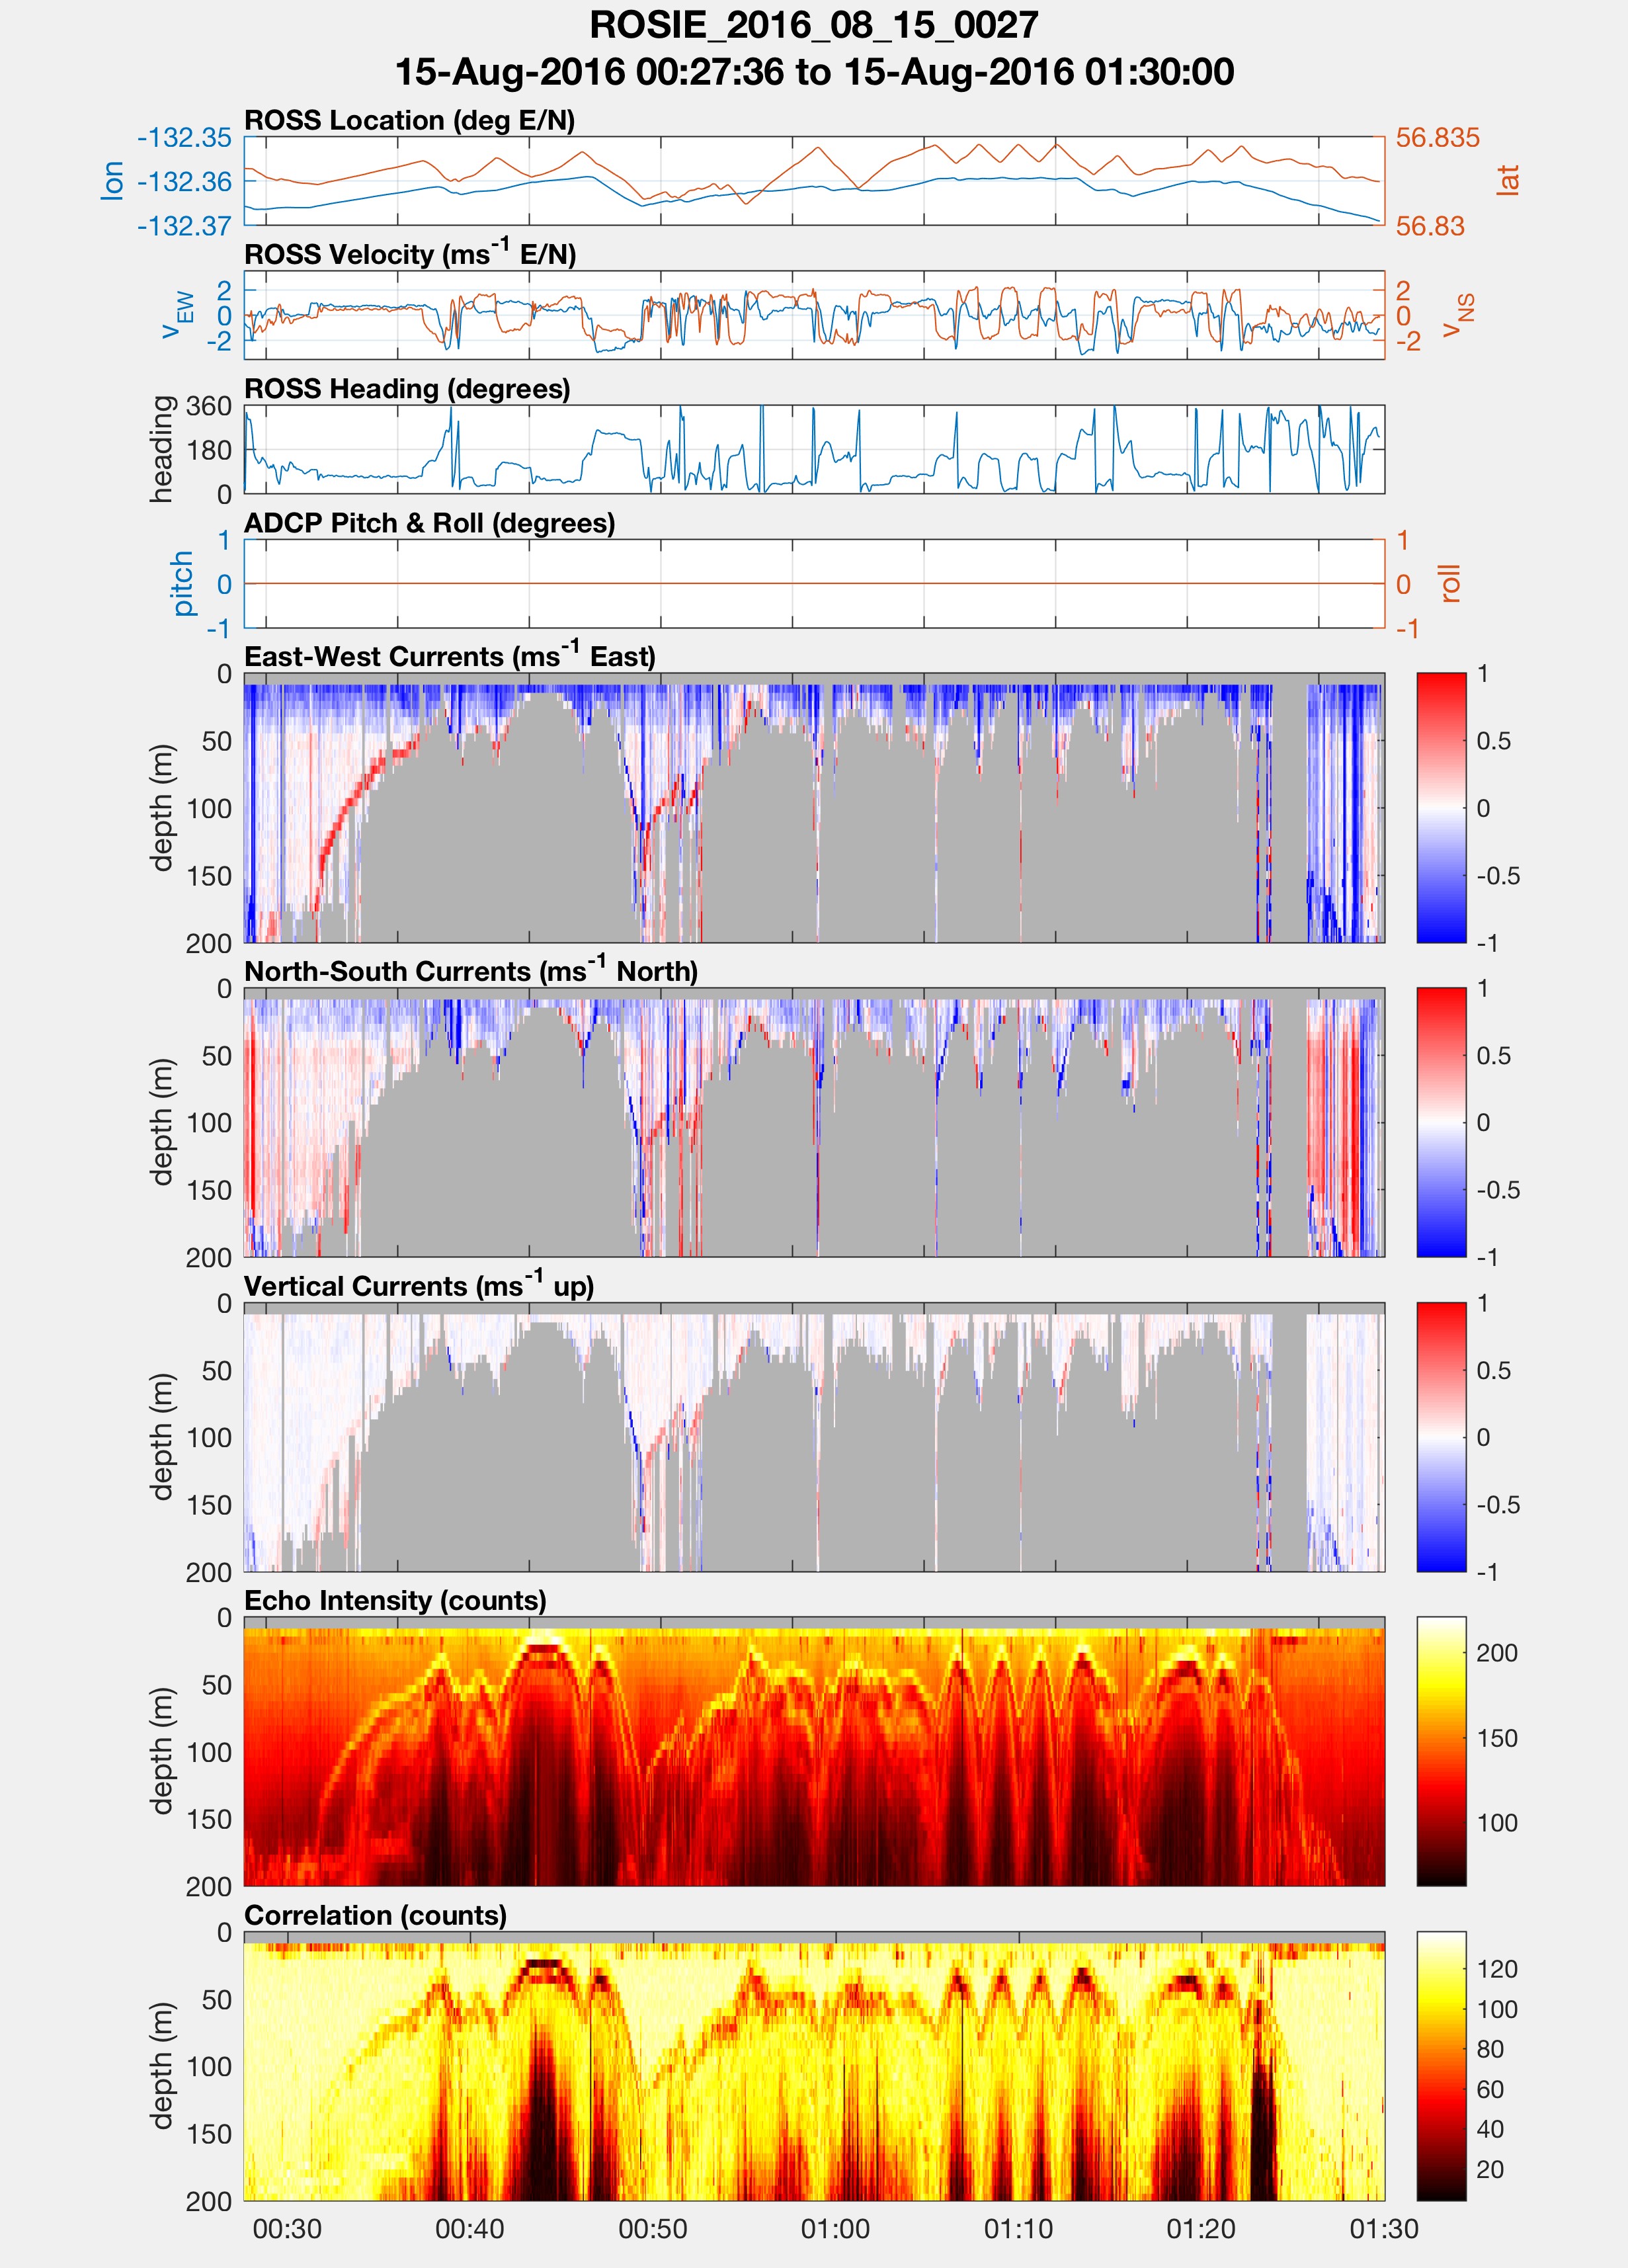 ROSIE_2016_08_15_0027
15-Aug-2016 00:27:36 to 15-Aug-2016 01:30:00
ROSS Location (deg E/N)
-132.35
-132.36
-132.37
lon
56.835
56.83
lat
ROSS Velocity (ms-1 E/N)
2
0
-2
vEW
2
0
-2
vNS
ROSS Heading (degrees)
360
180
0
heading
ADCP Pitch & Roll (degrees)
1
0
-1
pitch
1
0
-1
roll
East-West Currents (ms-1 East)
0
50
100
150
200
depth (m)
1
0.5
0
-0.5
-1
North-South Currents (ms-1 North)
0
50
100
150
200
depth (m)
1
0.5
0
-0.5
-1
Vertical Currents (ms-1 up)
0
50
100
150
200
depth (m)
1
0.5
0
-0.5
-1
Echo Intensity (counts)
0
50
100
150
200
depth (m)
200
150
100
Correlation (counts)
0
50
100
150
200
depth (m)
120
100
80
60
40
20
00:30 00:40 00:50 01:00 01:10 01:20 01:30